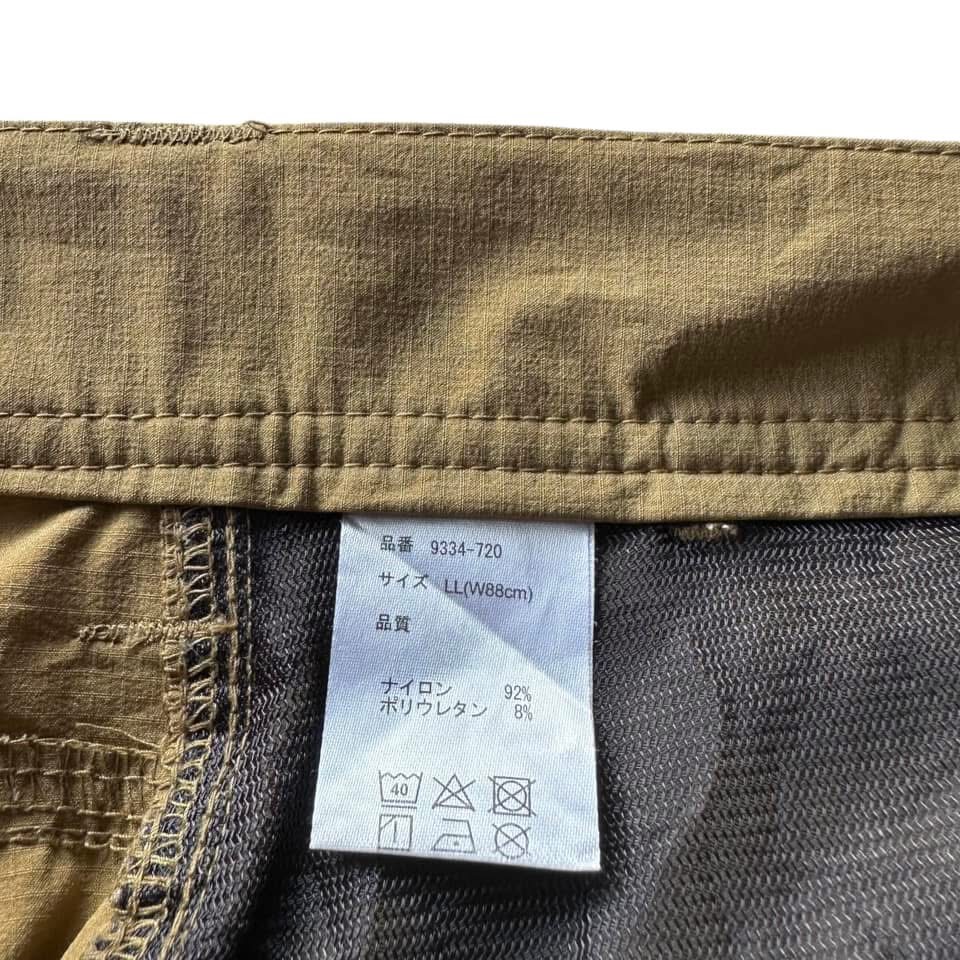 品番 9334-720
サイズ LL(W88cm)
品質
ナイロン 92%
ポリウレタン 8%
40